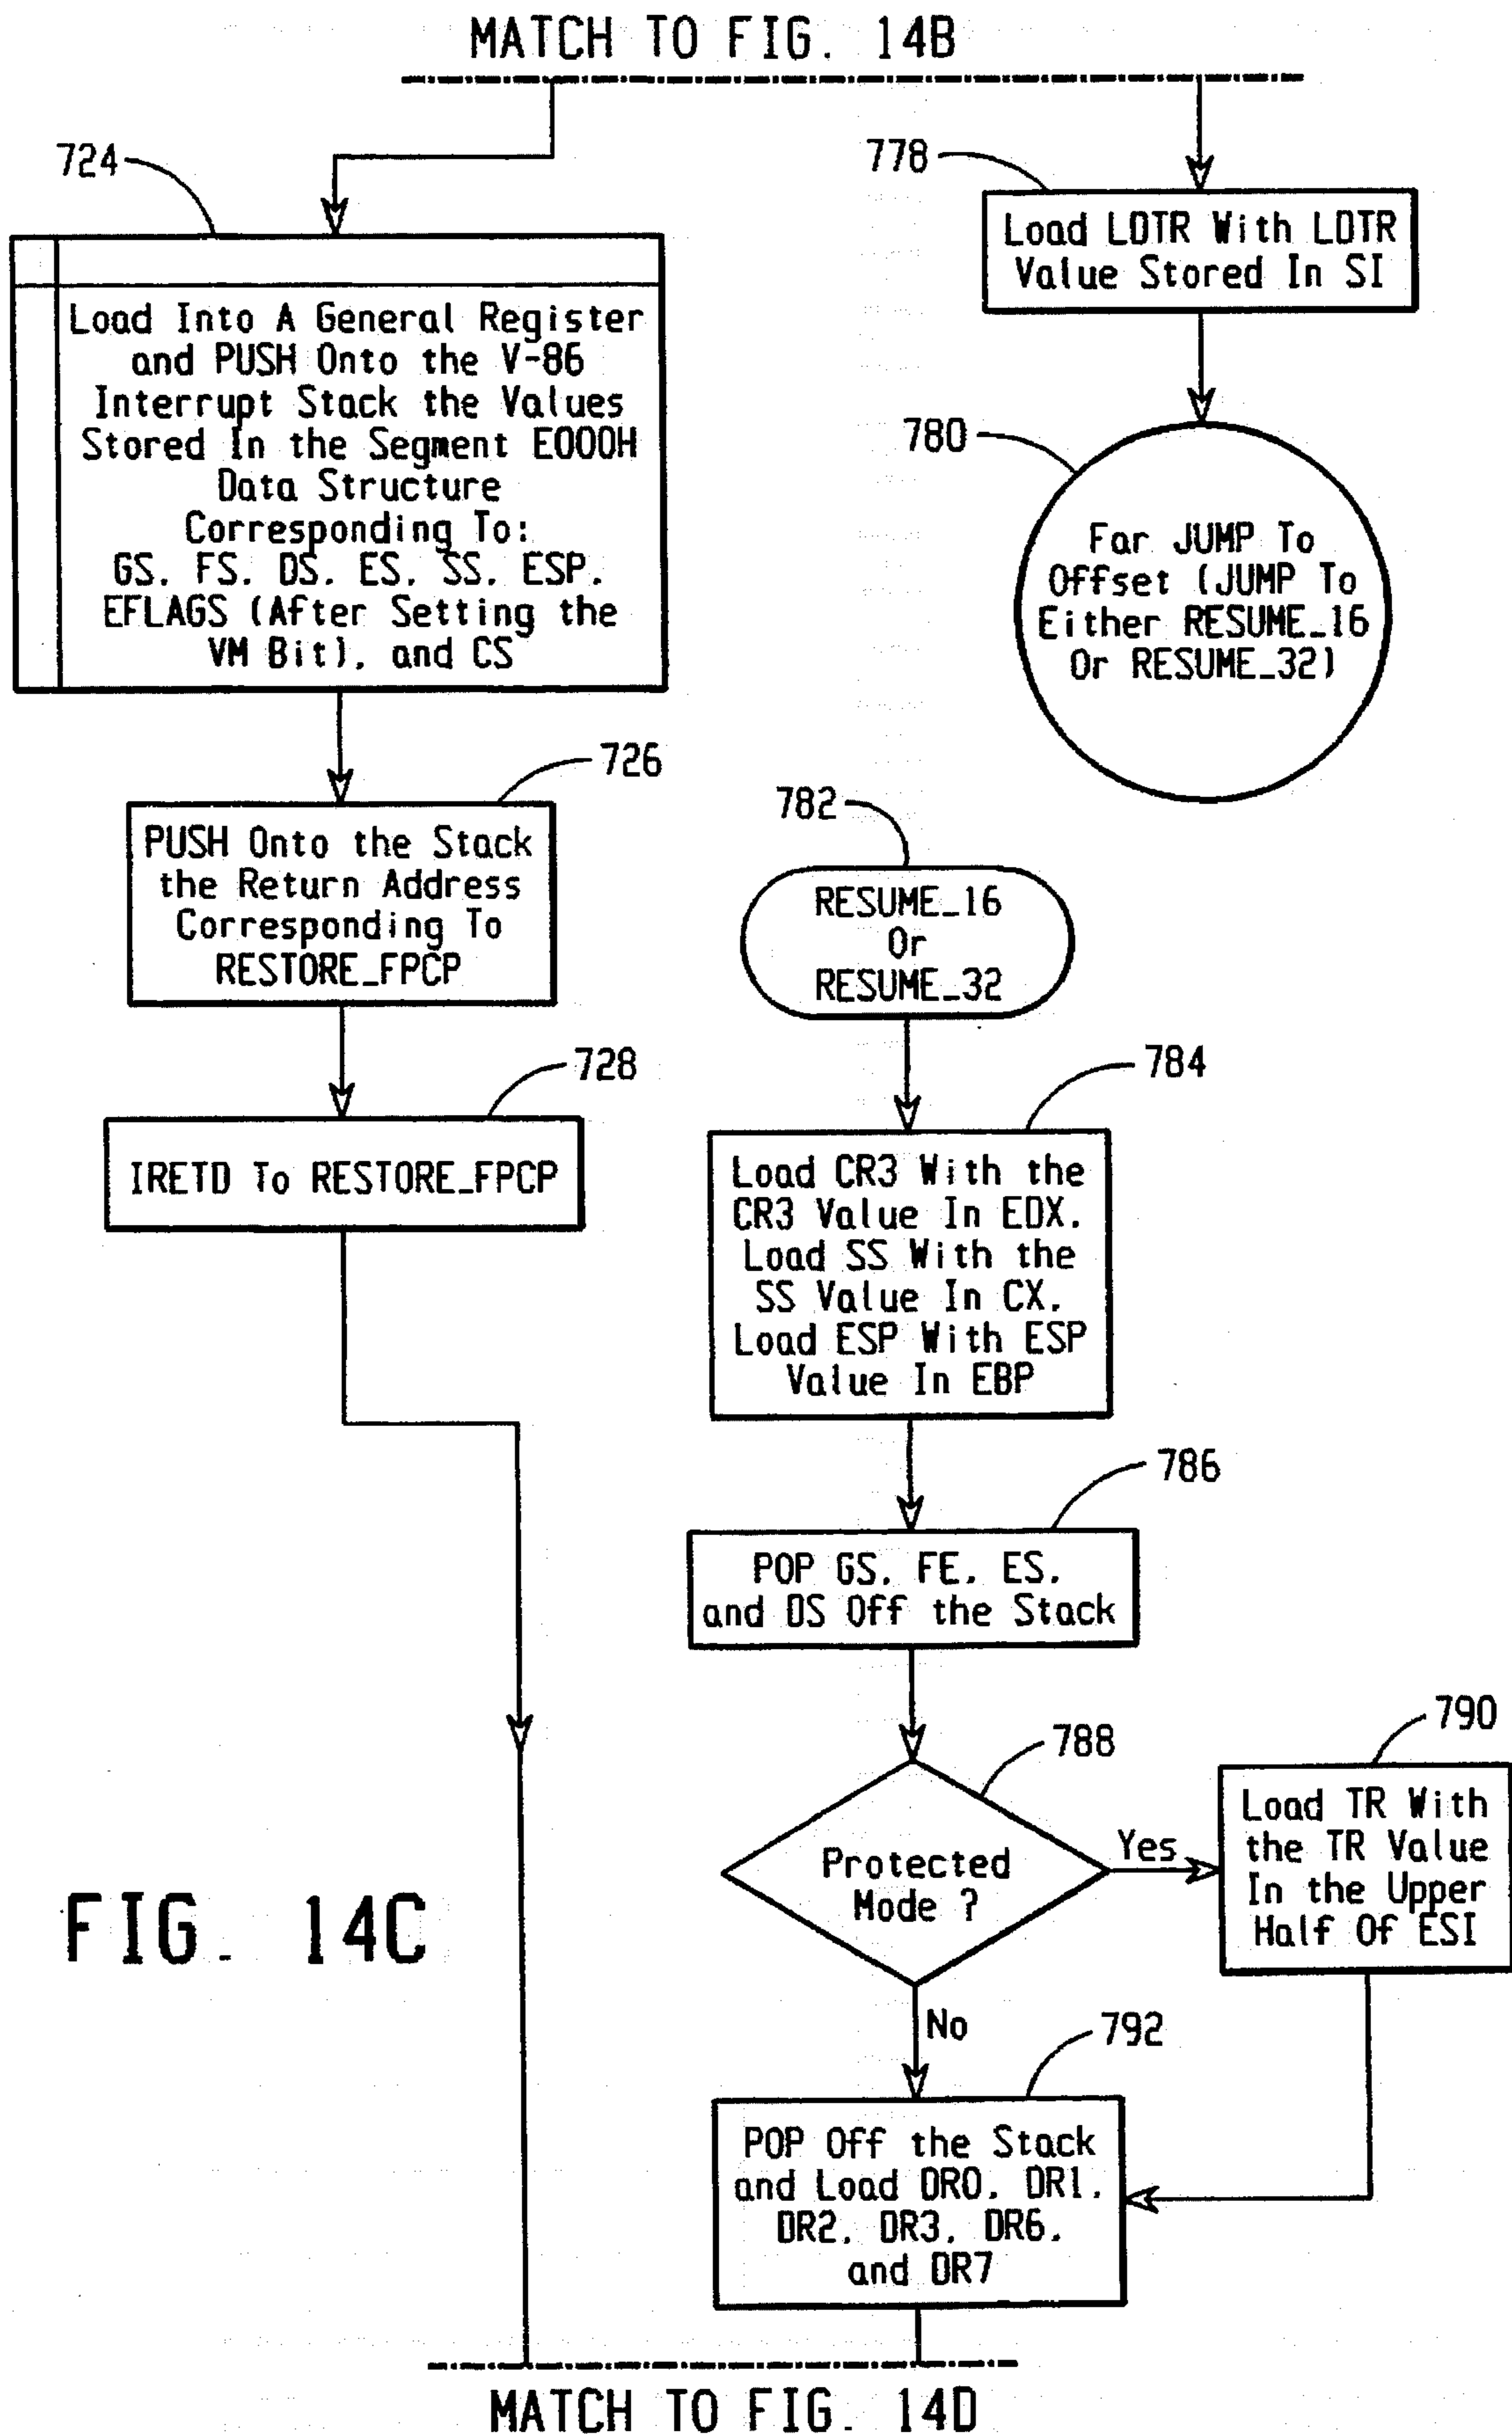 MATCH TO FIG. 14B
724
Load Into A General Register
and PUSH Onto the V-86
Interrupt Stack the Values
Stored In the Segment E000H
Data Structure
Corresponding To:
GS, FS, DS, ES, SS, ESP,
EFLAGS (After Setting the
VM Bit), and CS
726
PUSH Onto the Stack
the Return Address
Corresponding To
RESTORE_FPCP
728
IRETD To RESTORE_FPCP
778
Load LDTR With LDTR
Value Stored In SI
780
Far JUMP To
Offset (JUMP To
Either RESUME_16
Or RESUME_32)
782
RESUME_16
Or
RESUME_32
784
Load CR3 With the
CR3 Value In EDX,
Load SS With the
SS Value In CX,
Load ESP With ESP
Value In EBP
786
POP GS, FE, ES,
and DS Off the Stack
788
Protected
Mode ?
Yes
790
Load TR With
the TR Value
In the Upper
Half Of ESI
No
792
POP Off the Stack
and Load DR0, DR1,
DR2, DR3, DR6,
and DR7
FIG. 14C
MATCH TO FIG. 14D